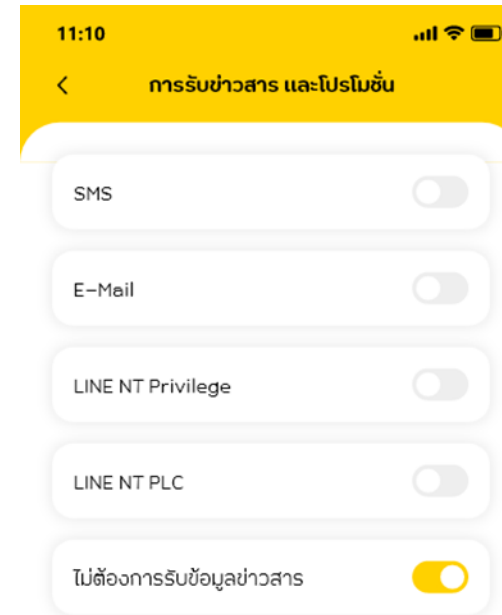 11:10
การรับข่าวสาร และโปรโมชั่น
SMS
E-Mail
LINE NT Privilege
LINE NT PLC
ไม่ต้องการรับข้อมูลข่าวสาร